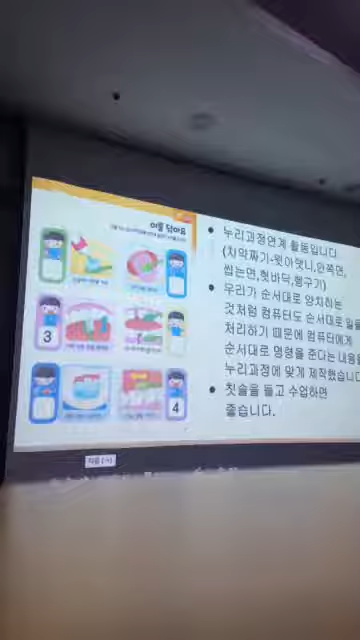 이를 닦아요
3
4
● 누리과정연계 활동입니다.
(치약짜기-윗아랫니,안쪽면,
씹는면,혓바닥,헹구기)
● 우리가 순서대로 양치하는
것처럼 컴퓨터도 순서대로 일을
처리하기 때문에 컴퓨터에게
순서대로 명령을 준다는 내용을
누리과정에 맞게 제작했습니다
● 칫솔을 들고 수업하면
좋습니다.